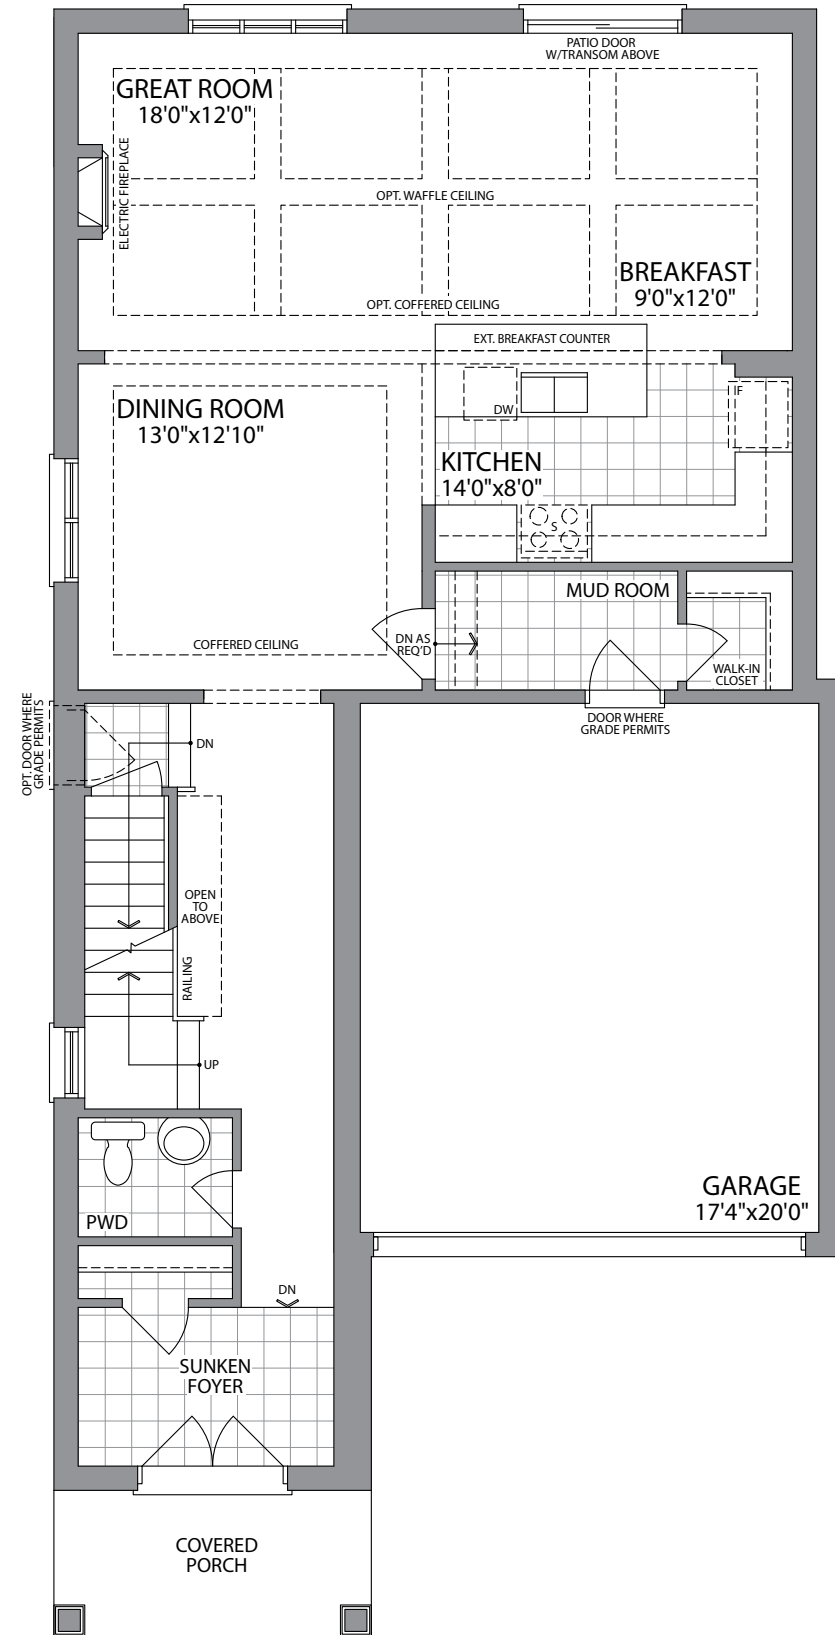 PATIO DOOR
W/TRANSOM ABOVE
GREAT ROOM
18'0"x12'0"
ELECTRIC FIREPLACE
OPT. WAFFLE CEILING
BREAKFAST
9'0"x12'0"
OPT. COFFERED CEILING
EXT. BREAKFAST COUNTER
DINING ROOM
13'0"x12'10"
DW
F
KITCHEN
14'0"x8'0"
S
MUD ROOM
COFFERED CEILING
DN AS
REQ'D
WALK-IN
CLOSET
OPT. DOOR WHERE
GRADE PERMITS
DOOR WHERE
GRADE PERMITS
DN
OPEN
TO
ABOVE
RAILING
UP
PWD
GARAGE
17'4"x20'0"
DN
SUNKEN
FOYER
COVERED
PORCH